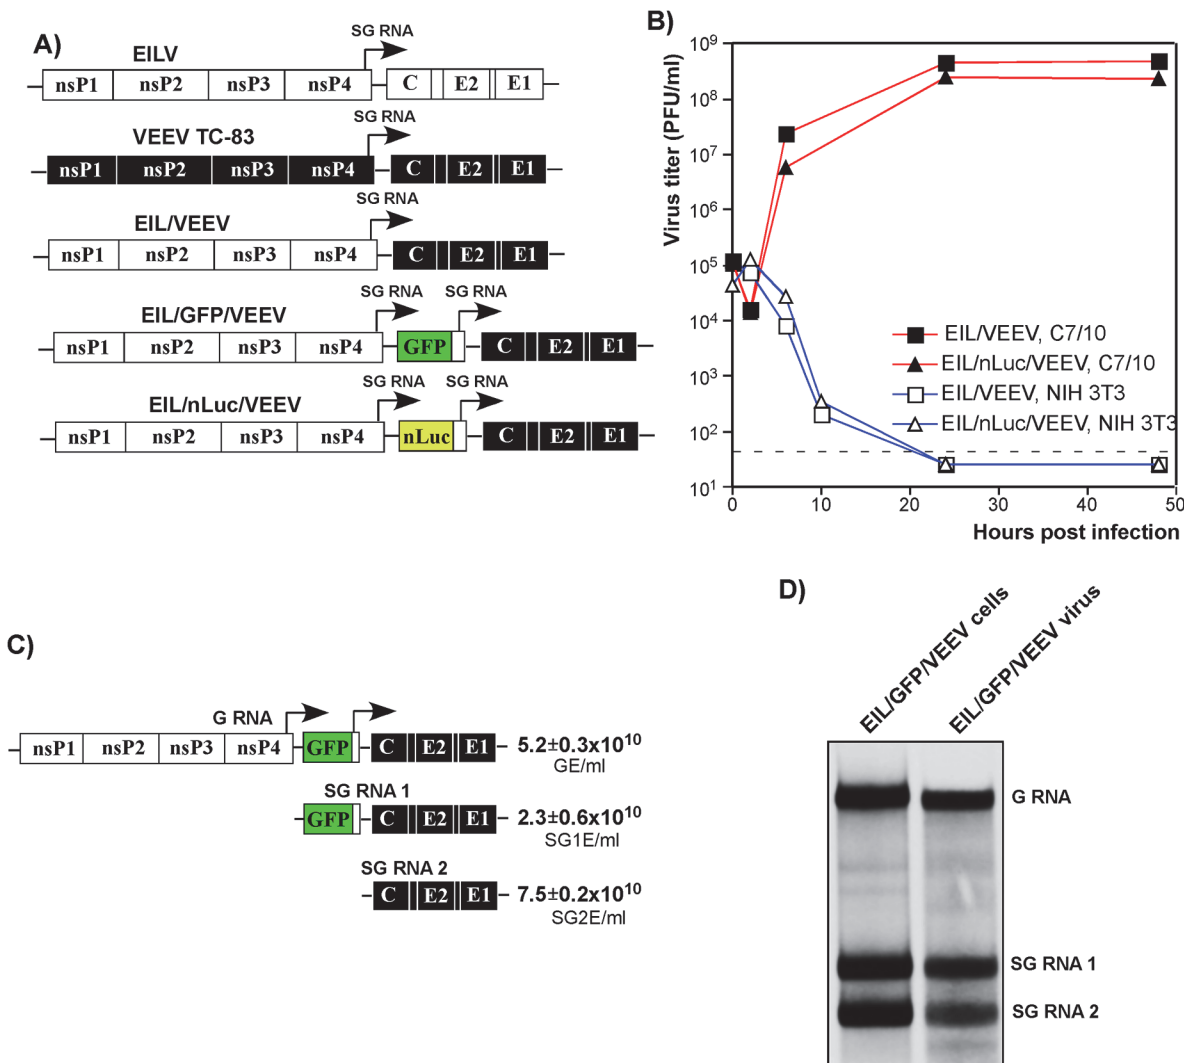 A)
SG RNA
EILV
nsP1 nsP2 nsP3 nsP4 C E2 E1
SG RNA
VEEV TC-83
nsP1 nsP2 nsP3 nsP4 C E2 E1
SG RNA
EIL/VEEV
nsP1 nsP2 nsP3 nsP4 C E2 E1
SG RNA SG RNA
EIL/GFP/VEEV
nsP1 nsP2 nsP3 nsP4 GFP C E2 E1
SG RNA SG RNA
EIL/nLuc/VEEV
nsP1 nsP2 nsP3 nsP4 nLuc C E2 E1
B)
Virus titer (PFU/ml)
10⁹
10⁸
10⁷
10⁶
10⁵
10⁴
10³
10²
10¹
EIL/VEEV, C7/10
EIL/nLuc/VEEV, C7/10
EIL/VEEV, NIH 3T3
EIL/nLuc/VEEV, NIH 3T3
0 10 20 30 40 50
Hours post infection
C)
G RNA
nsP1 nsP2 nsP3 nsP4 GFP C E2 E1 5.2±0.3x10¹⁰
GE/ml
SG RNA 1
GFP C E2 E1 2.3±0.6x10¹⁰
SG1E/ml
SG RNA 2
C E2 E1 7.5±0.2x10¹⁰
SG2E/ml
D)
EIL/GFP/VEEV cells
EIL/GFP/VEEV virus
G RNA
SG RNA 1
SG RNA 2